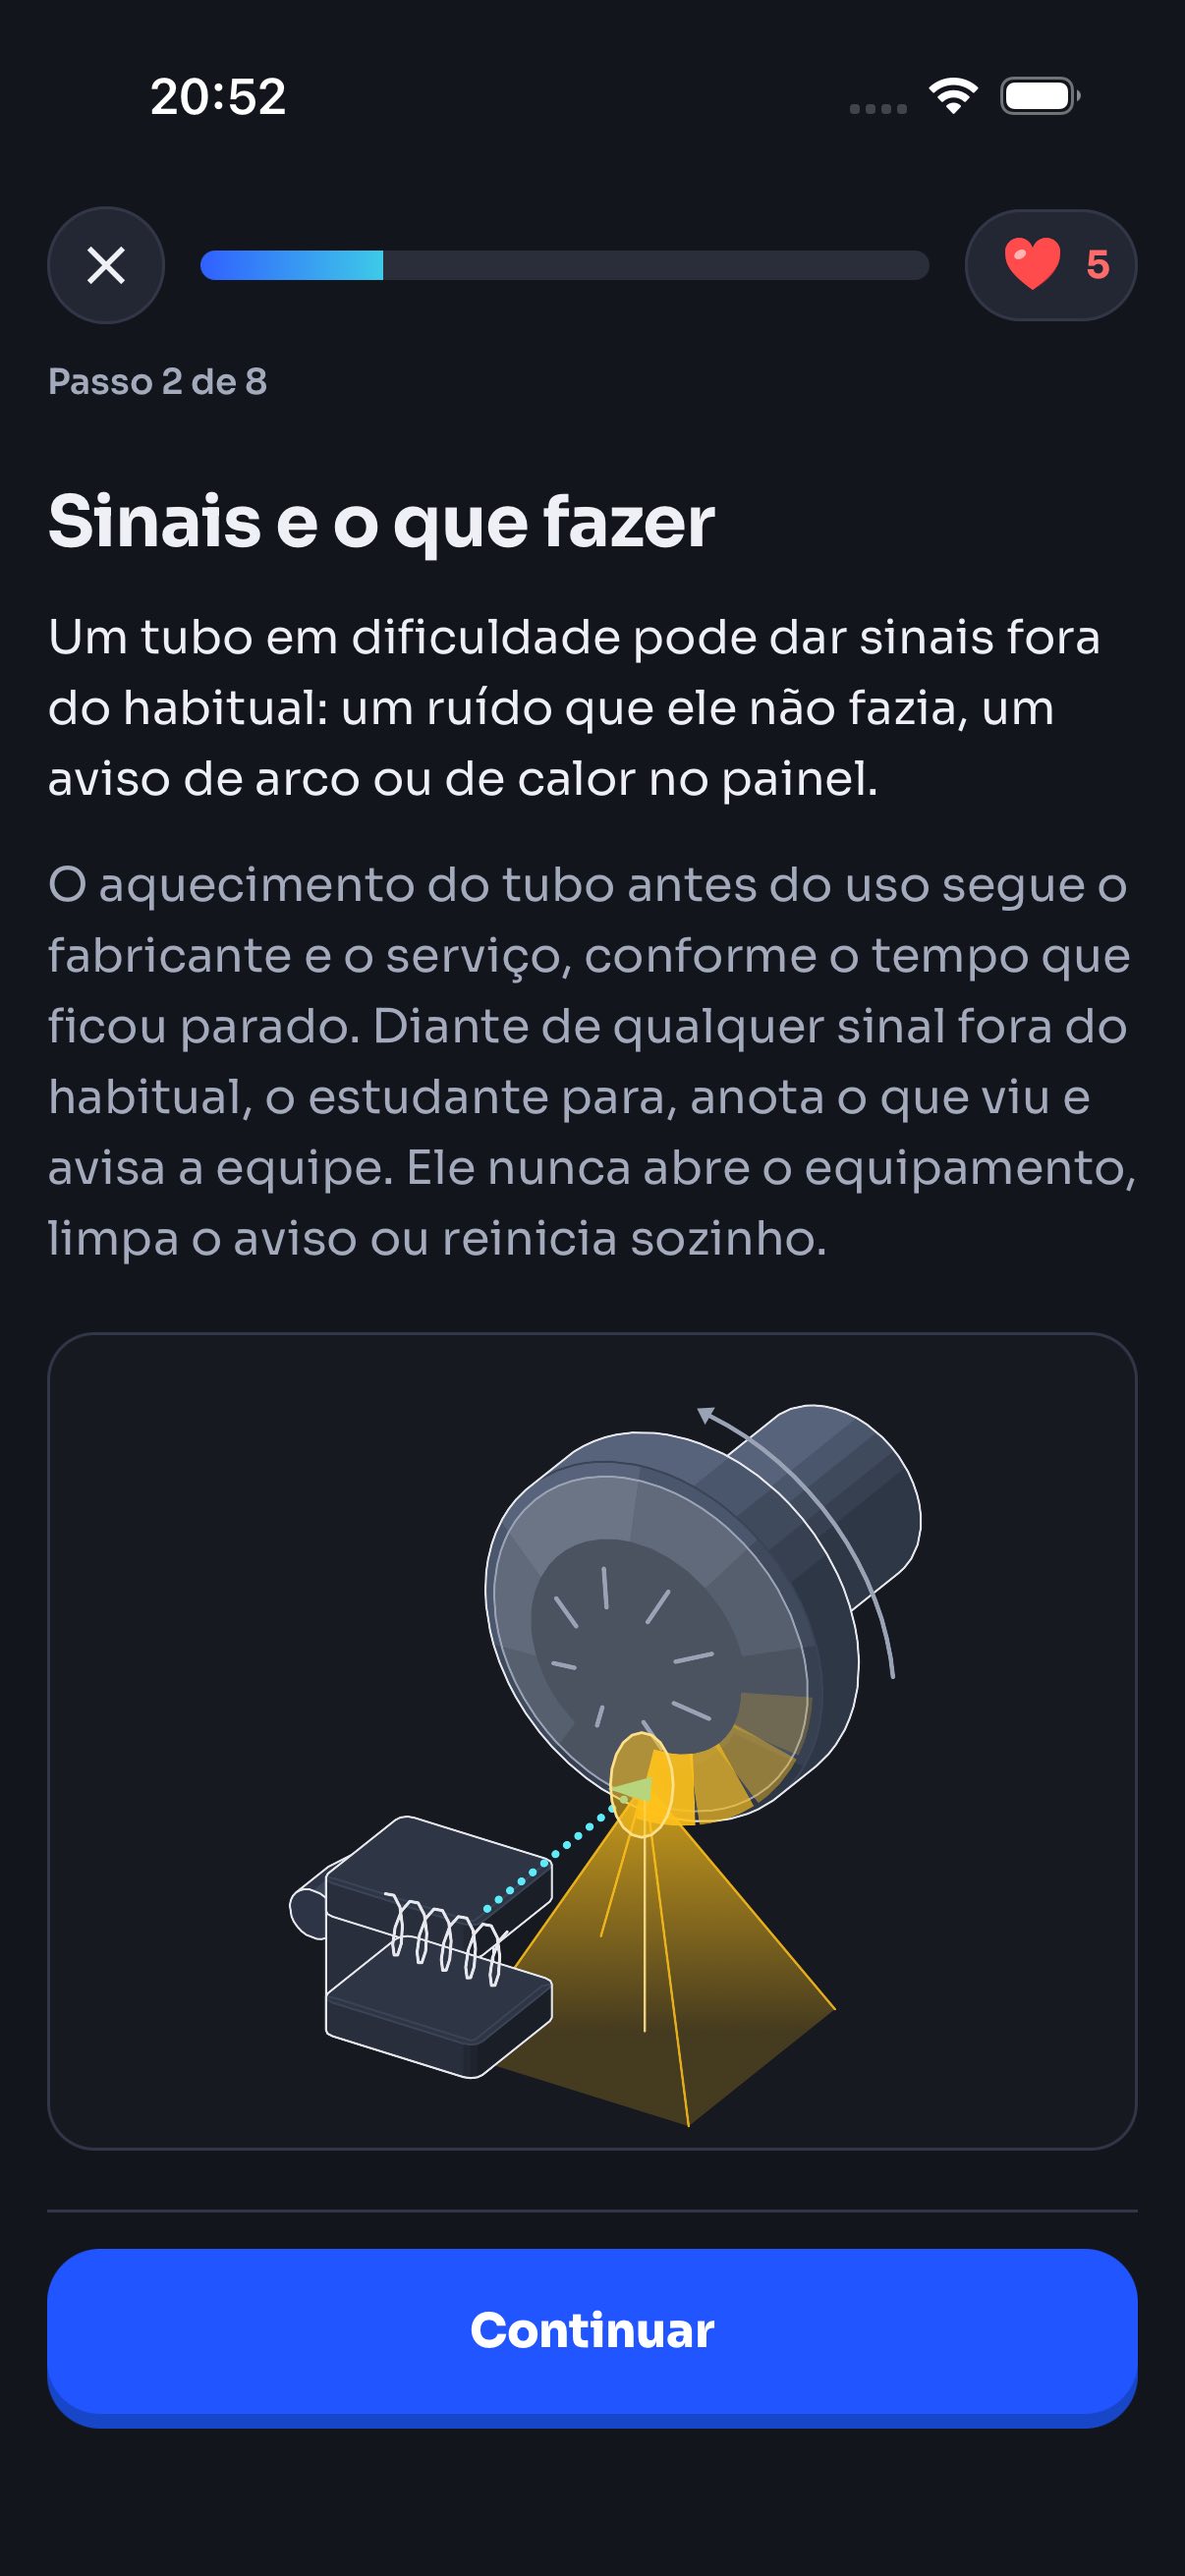 20:52
5
Passo 2 de 8
Sinais e o que fazer
Um tubo em dificuldade pode dar sinais fora
do habitual: um ruído que ele não fazia, um
aviso de arco ou de calor no painel.
O aquecimento do tubo antes do uso segue o
fabricante e o serviço, conforme o tempo que
ficou parado. Diante de qualquer sinal fora do
habitual, o estudante para, anota o que viu e
avisa a equipe. Ele nunca abre o equipamento,
limpa o aviso ou reinicia sozinho.
Continuar